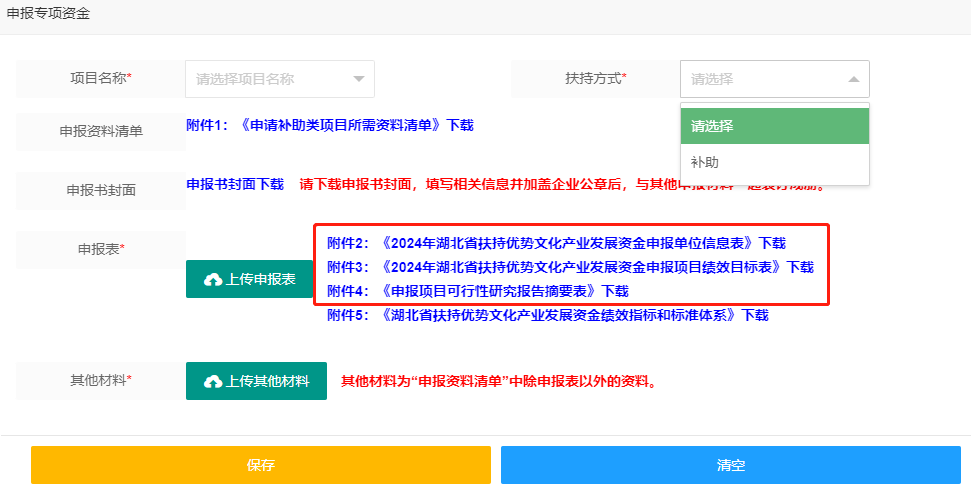 申报专项资金
项目名称* 请选择项目名称 扶持方式* 请选择
请选择
补助
申报资料清单 附件1：《申请补助类项目所需资料清单》下载
申报书封面 申报书封面下载 请下载申报书封面，填写相关信息并加盖企业公章后，与其他申报材料一起装订成册。
申报表* 上传申报表
附件2：《2024年湖北省扶持优势文化产业发展资金申报单位信息表》下载
附件3：《2024年湖北省扶持优势文化产业发展资金申报项目绩效目标表》下载
附件4：《申报项目可行性研究报告摘要表》下载
附件5：《湖北省扶持优势文化产业发展资金绩效指标和标准体系》下载
其他材料* 上传其他材料 其他材料为“申报资料清单”中除申报表以外的资料。
保存 清空